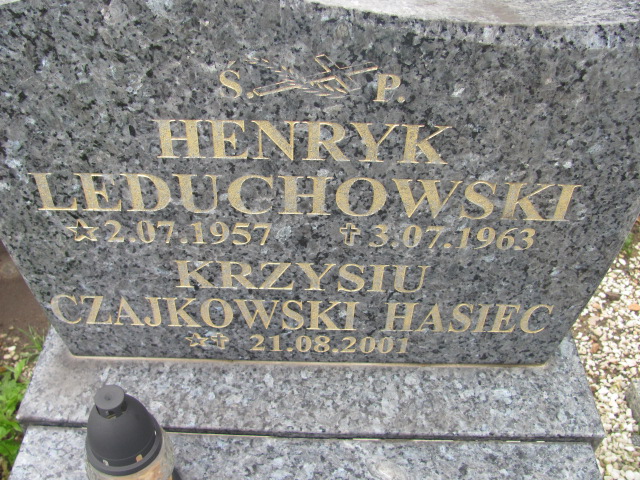 Ś. P.
HENRYK
LEDUCHOWSKI
☆ 2.07.1957 ✝ 3.07.1963
KRZYSIU
CZAJKOWSKI HASIEC
☆✝ 21.08.2001